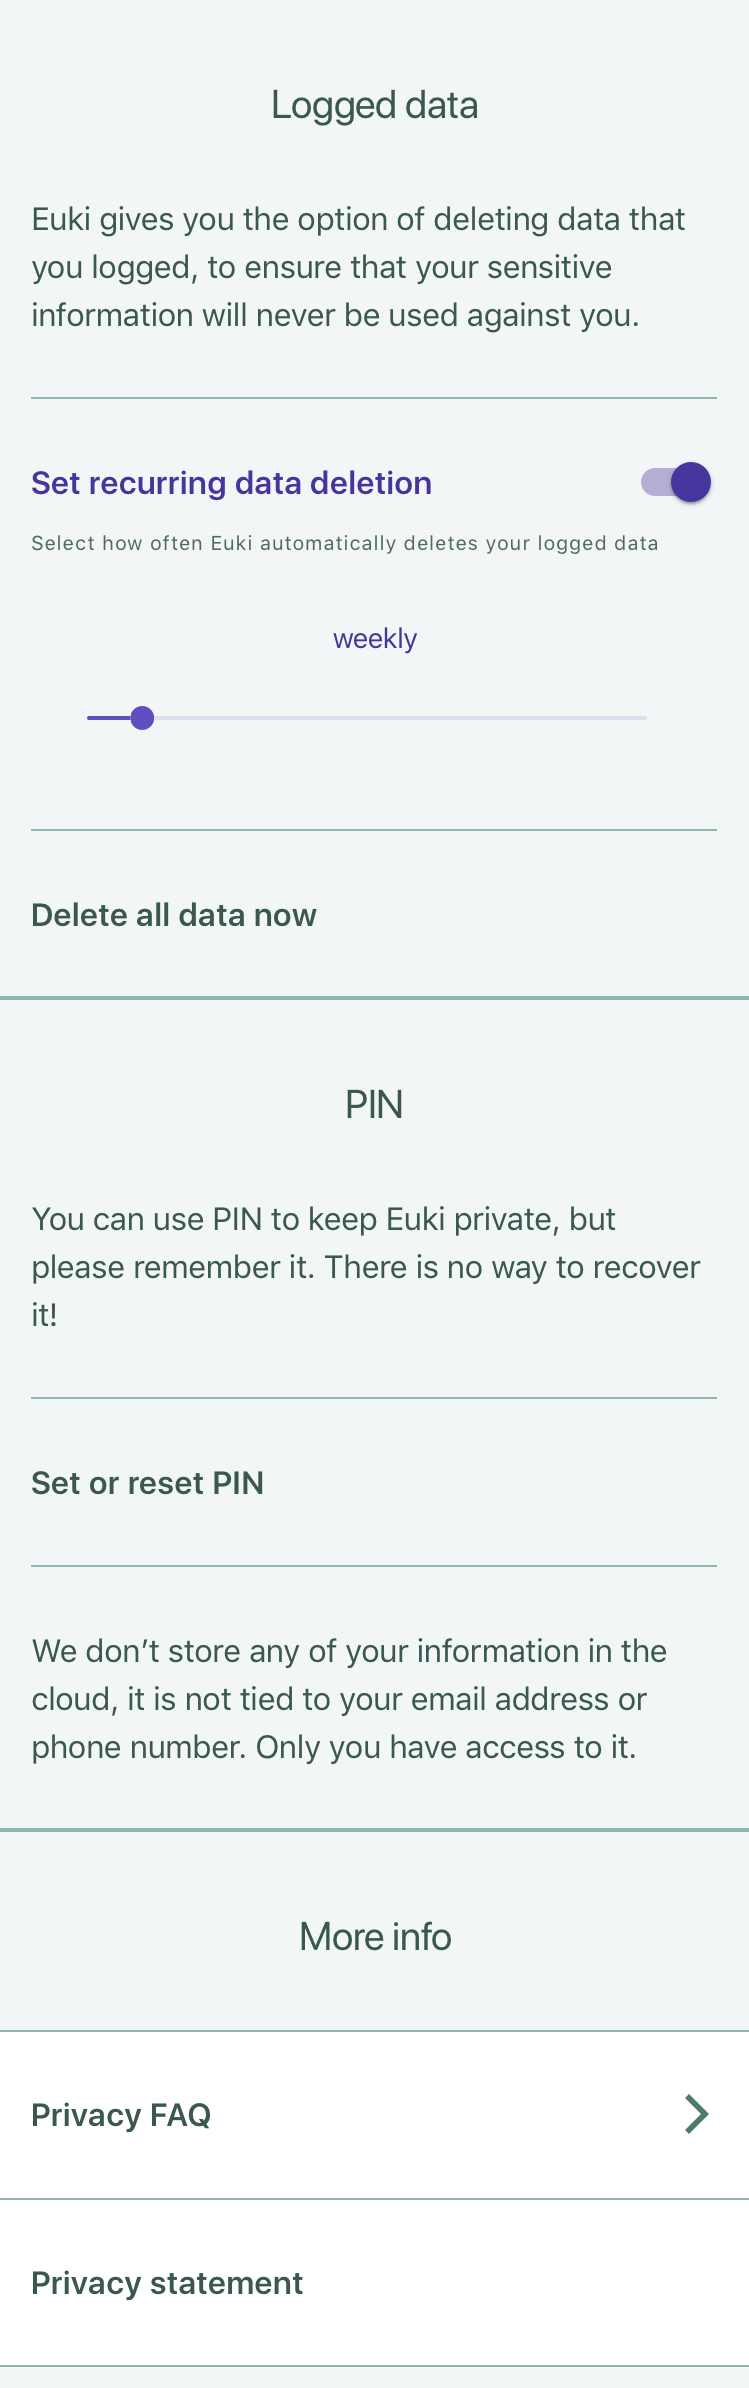 Logged data
Euki gives you the option of deleting data that
you logged, to ensure that your sensitive
information will never be used against you.
Set recurring data deletion
Select how often Euki automatically deletes your logged data
weekly
Delete all data now
PIN
You can use PIN to keep Euki private, but
please remember it. There is no way to recover
it!
Set or reset PIN
We don’t store any of your information in the
cloud, it is not tied to your email address or
phone number. Only you have access to it.
More info
Privacy FAQ
Privacy statement